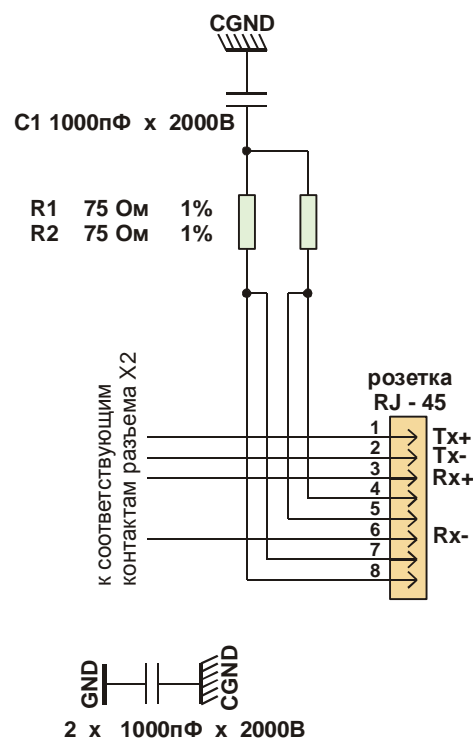 CGND
C1 1000пФ х 2000В
R1 75 Ом 1%
R2 75 Ом 1%
к соответствующим
контактам разъема X2
розетка
RJ - 45
1 Tx+
2 Tx-
3 Rx+
4
5
6 Rx-
7
8
GND
CGND
2 х 1000пФ х 2000В